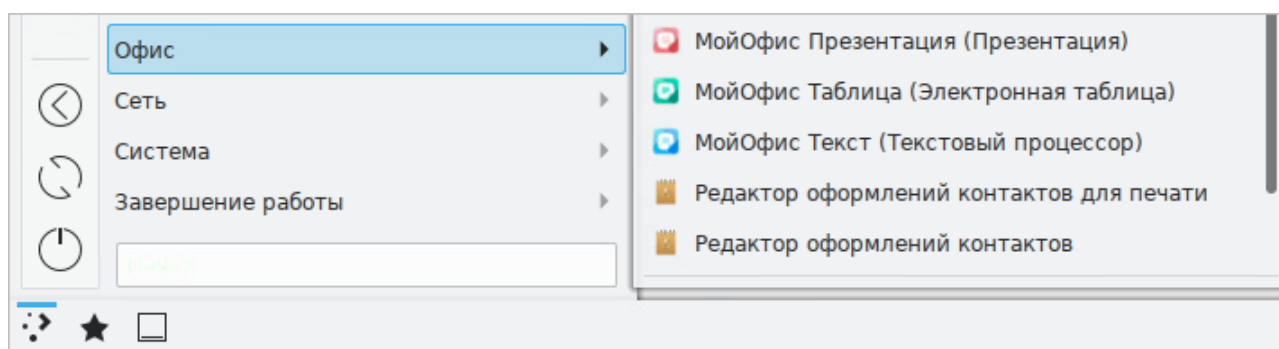 Офис
Сеть
Система
Завершение работы
МойОфис Презентация (Презентация)
МойОфис Таблица (Электронная таблица)
МойОфис Текст (Текстовый процессор)
Редактор оформлений контактов для печати
Редактор оформлений контактов